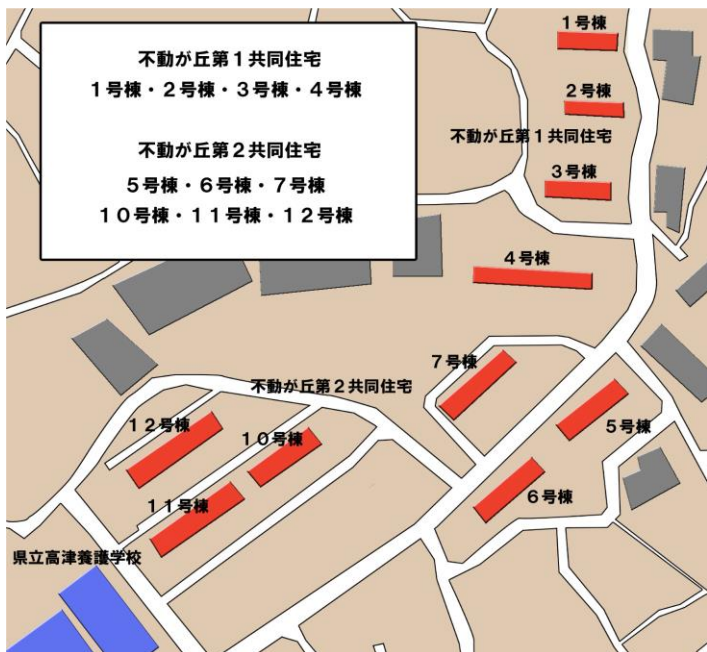 不動が丘第１共同住宅
１号棟・２号棟・３号棟・４号棟
不動が丘第２共同住宅
５号棟・６号棟・７号棟
１０号棟・１１号棟・１２号棟
１号棟
２号棟
不動が丘第１共同住宅
３号棟
４号棟
７号棟
不動が丘第２共同住宅
１２号棟
１０号棟
５号棟
６号棟
１１号棟
県立高津養護学校